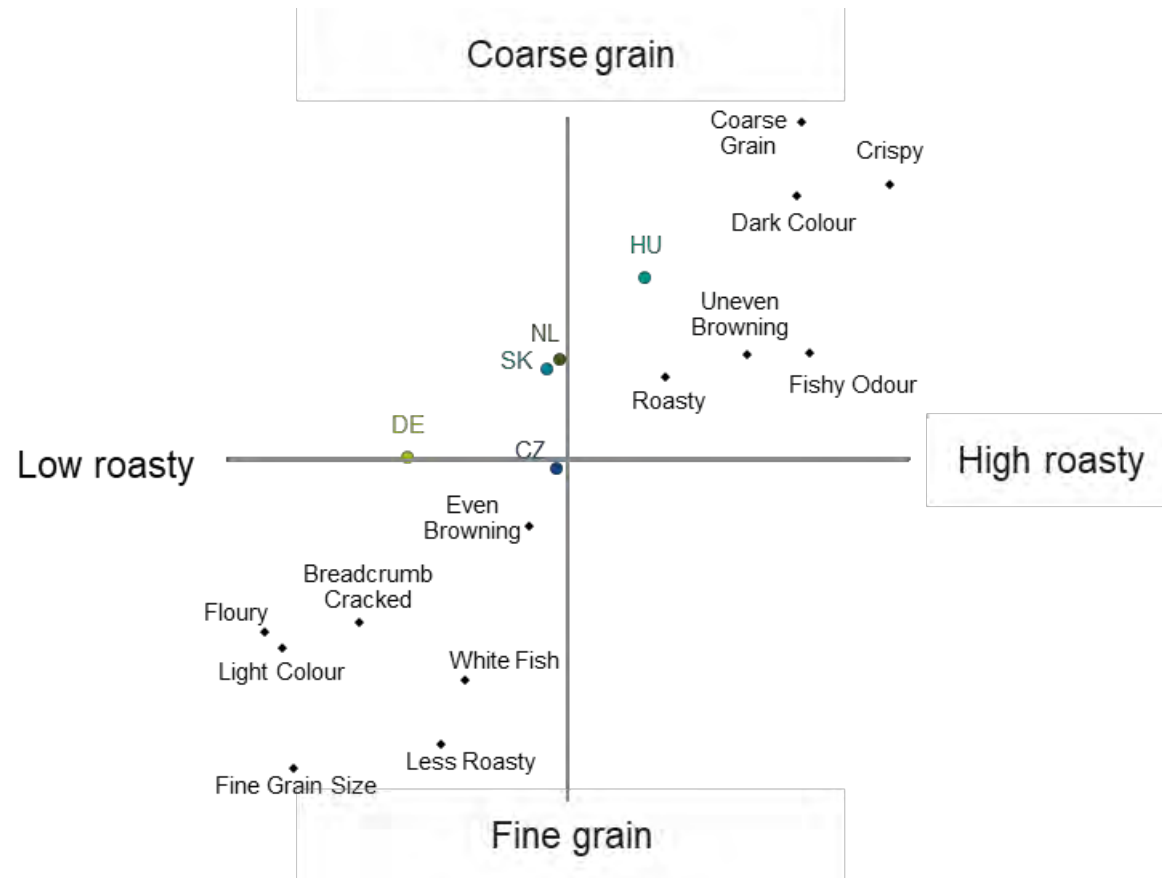 Coarse grain
Coarse
Grain
Crispy
Dark Colour
HU
Uneven
Browning
NL
SK
Fishy Odour
Roasty
DE
CZ
Low roasty
High roasty
Even
Browning
Breadcrumb
Cracked
Floury
White Fish
Light Colour
Less Roasty
Fine Grain Size
Fine grain